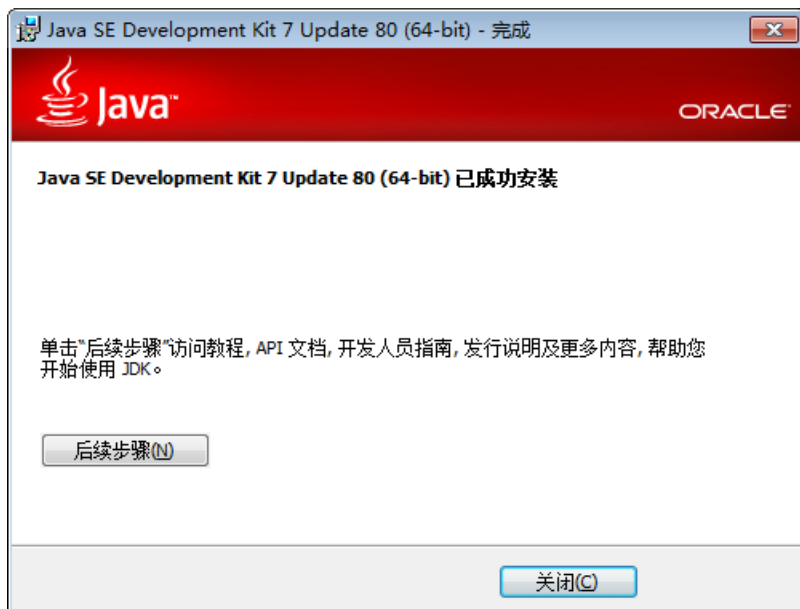 Java SE Development Kit 7 Update 80 (64-bit) - 完成
Java™
ORACLE®
Java SE Development Kit 7 Update 80 (64-bit) 已成功安装
单击“后续步骤”访问教程, API 文档, 开发人员指南, 发行说明及更多内容, 帮助您
开始使用 JDK。
后续步骤(N)
关闭(C)